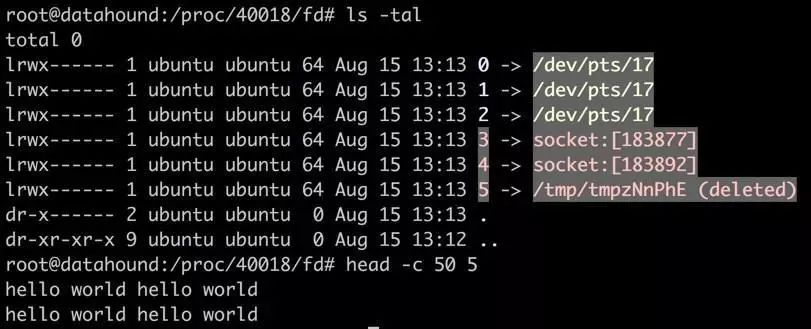 root@datahound:/proc/40018/fd# ls -tal
total 0
lrwx------ 1 ubuntu ubuntu 64 Aug 15 13:13 0 -> /dev/pts/17
lrwx------ 1 ubuntu ubuntu 64 Aug 15 13:13 1 -> /dev/pts/17
lrwx------ 1 ubuntu ubuntu 64 Aug 15 13:13 2 -> /dev/pts/17
lrwx------ 1 ubuntu ubuntu 64 Aug 15 13:13 3 -> socket:[183877]
lrwx------ 1 ubuntu ubuntu 64 Aug 15 13:13 4 -> socket:[183892]
lrwx------ 1 ubuntu ubuntu 64 Aug 15 13:13 5 -> /tmp/tmpzNnPhE (deleted)
dr-x------ 2 ubuntu ubuntu  0 Aug 15 13:13 .
dr-xr-xr-x 9 ubuntu ubuntu  0 Aug 15 13:12 ..
root@datahound:/proc/40018/fd# head -c 50 5
hello world hello world
hello world hello world